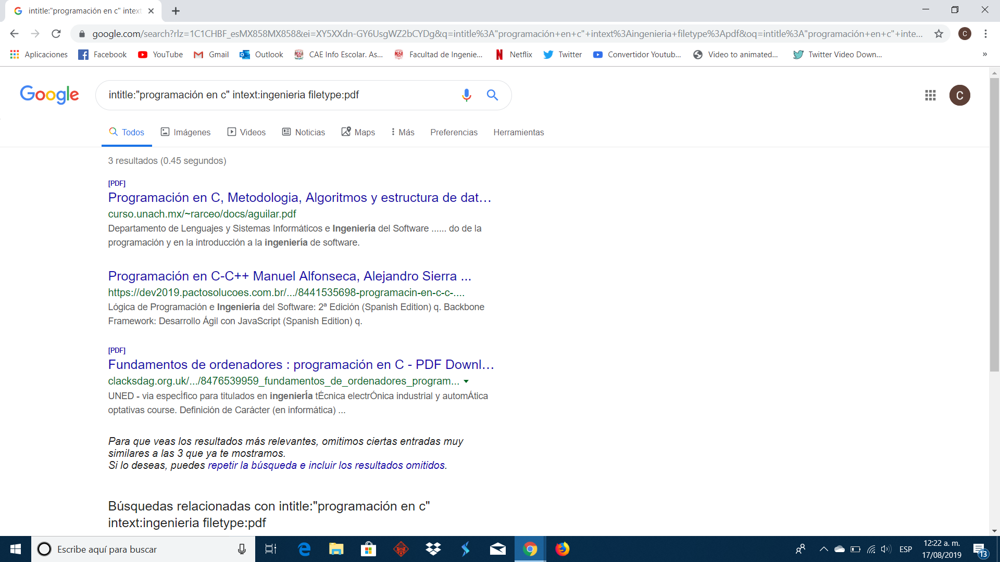 intitle:"programación en c" intext
google.com/search?rlz=1C1CHBF_esMX858MX858&ei=XY5XXdn-GY6UsgWZ2bCYDg&q=intitle%3A"programación+en+c"+intext%3Aingenieria+filetype%3Apdf&oq=intitle%3A"programación+en+c"+inte...
C
Aplicaciones Facebook YouTube Gmail Outlook CAE Info Escolar. As... Facultad de Ingenie... Netflix Twitter Convertidor Youtub... Video to animated... Twitter Video Down... »
Google intitle:"programación en c" intext:ingenieria filetype:pdf C
Todos Imágenes Videos Noticias Maps Más Preferencias Herramientas
3 resultados (0.45 segundos)
[PDF]
Programación en C, Metodologia, Algoritmos y estructura de dat...
curso.unach.mx/~rarceo/docs/aguilar.pdf
Departamento de Lenguajes y Sistemas Informáticos e Ingeniería del Software ...... do de la
programación y en la introducción a la ingeniería de software.
Programación en C-C++ Manuel Alfonseca, Alejandro Sierra ...
https://dev2019.pactosolucoes.com.br/.../8441535698-programacin-en-c-c-....
Lógica de Programación e Ingeniería del Software: 2ª Edición (Spanish Edition) q. Backbone
Framework: Desarrollo Ágil con JavaScript (Spanish Edition) q.
[PDF]
Fundamentos de ordenadores : programación en C - PDF Downl...
clacksdag.org.uk/.../8476539959_fundamentos_de_ordenadores_program...
UNED - via especÍfico para titulados en ingenierÍa tÉcnica electrÓnica industrial y automÁtica
optativas course. Definición de Carácter (en informática) ...
Para que veas los resultados más relevantes, omitimos ciertas entradas muy
similares a las 3 que ya te mostramos.
Si lo deseas, puedes repetir la búsqueda e incluir los resultados omitidos.
Búsquedas relacionadas con intitle:"programación en c"
intext:ingenieria filetype:pdf
Escribe aquí para buscar
ESP
12:22 a. m.
17/08/2019
13